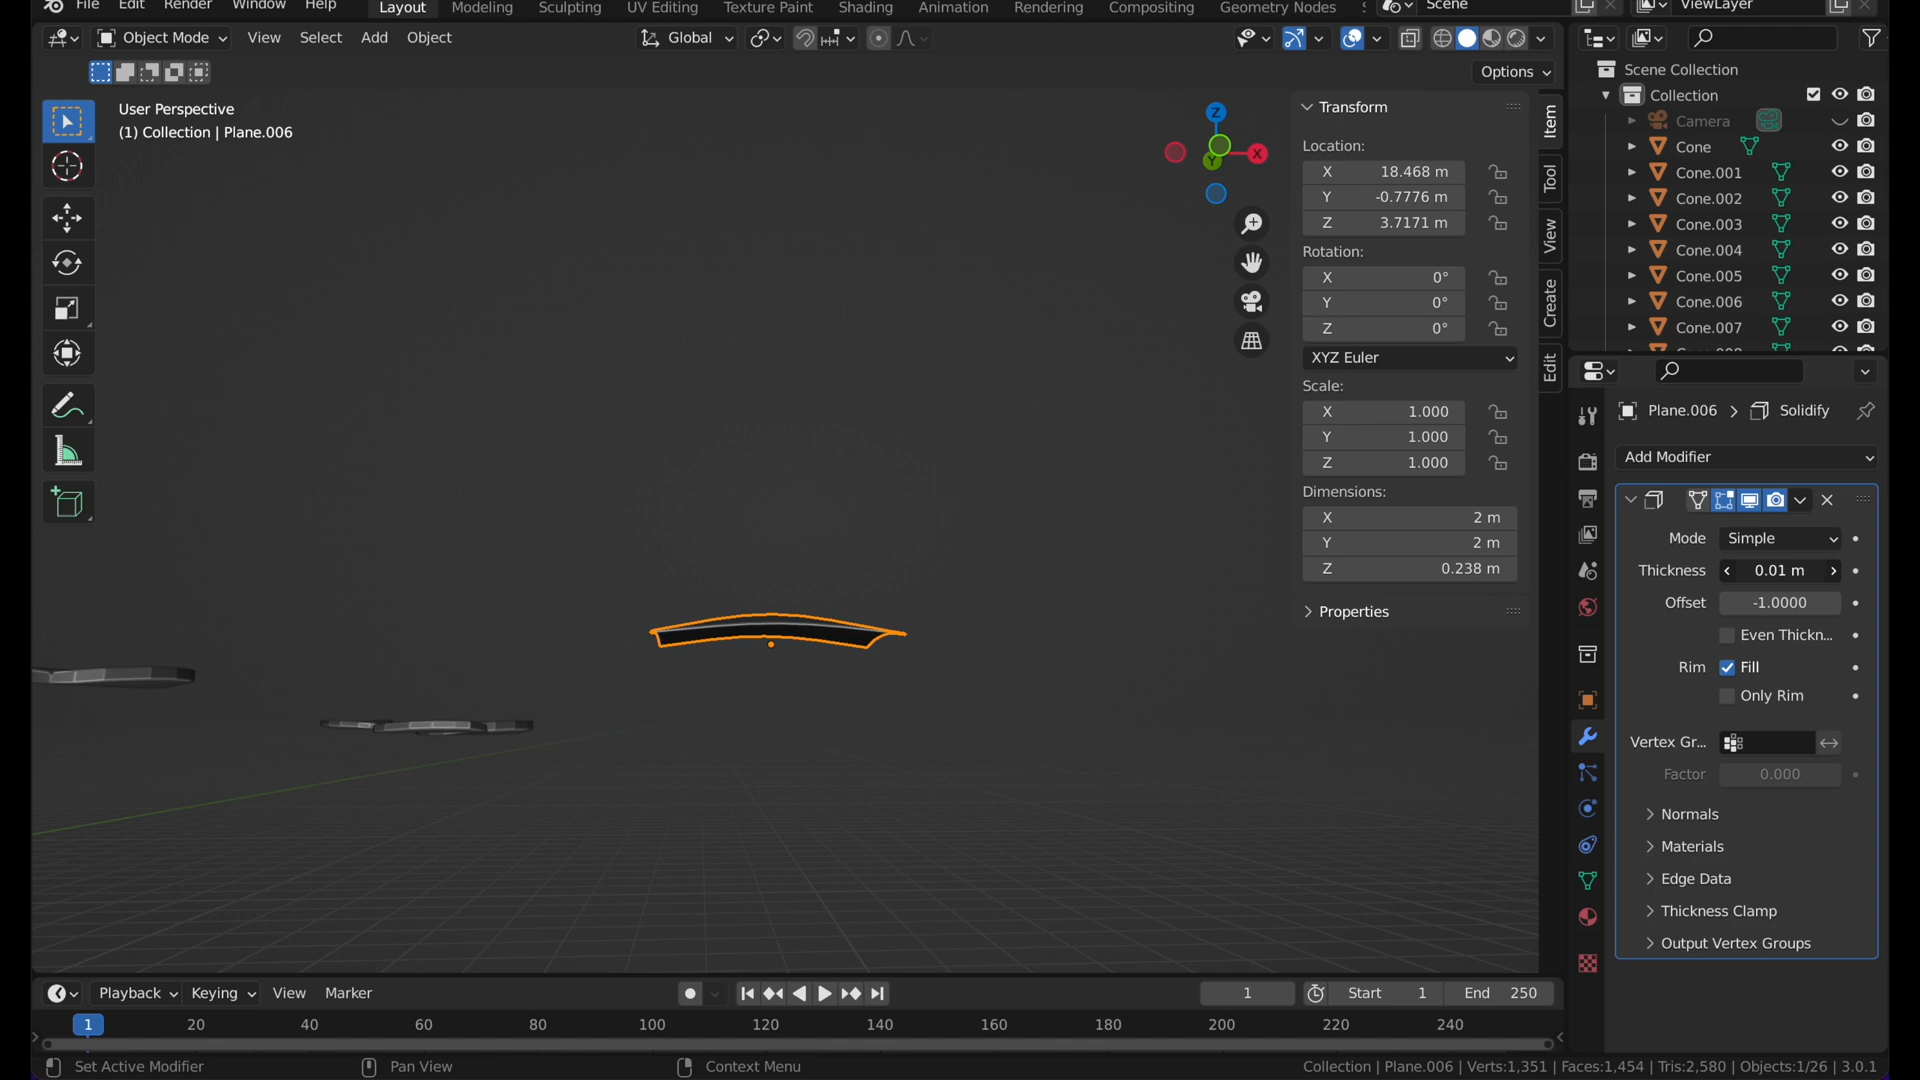 File Edit Render Window Help Layout Modeling Sculpting UV Editing Texture Paint Shading Animation Rendering Compositing Geometry Nodes Scene ViewLayer
Object Mode View Select Add Object Global
Options
User Perspective
(1) Collection | Plane.006
Z
X
Y
Transform
Location:
X 18.468 m
Y -0.7776 m
Z 3.7171 m
Rotation:
X 0°
Y 0°
Z 0°
XYZ Euler
Scale:
X 1.000
Y 1.000
Z 1.000
Dimensions:
X 2 m
Y 2 m
Z 0.238 m
Properties
Item
Tool
View
Create
Edit
Scene Collection
Collection
Camera
Cone
Cone.001
Cone.002
Cone.003
Cone.004
Cone.005
Cone.006
Cone.007
Plane.006 > Solidify
Add Modifier
Mode Simple
Thickness 0.01 m
Offset -1.0000
Even Thickn...
Rim Fill
Only Rim
Vertex Gr...
Factor 0.000
Normals
Materials
Edge Data
Thickness Clamp
Output Vertex Groups
Playback Keying View Marker 1 Start 1 End 250
1 20 40 60 80 100 120 140 160 180 200 220 240
Set Active Modifier Pan View Context Menu Collection | Plane.006 | Verts:1,351 | Faces:1,454 | Tris:2,580 | Objects:1/26 | 3.0.1